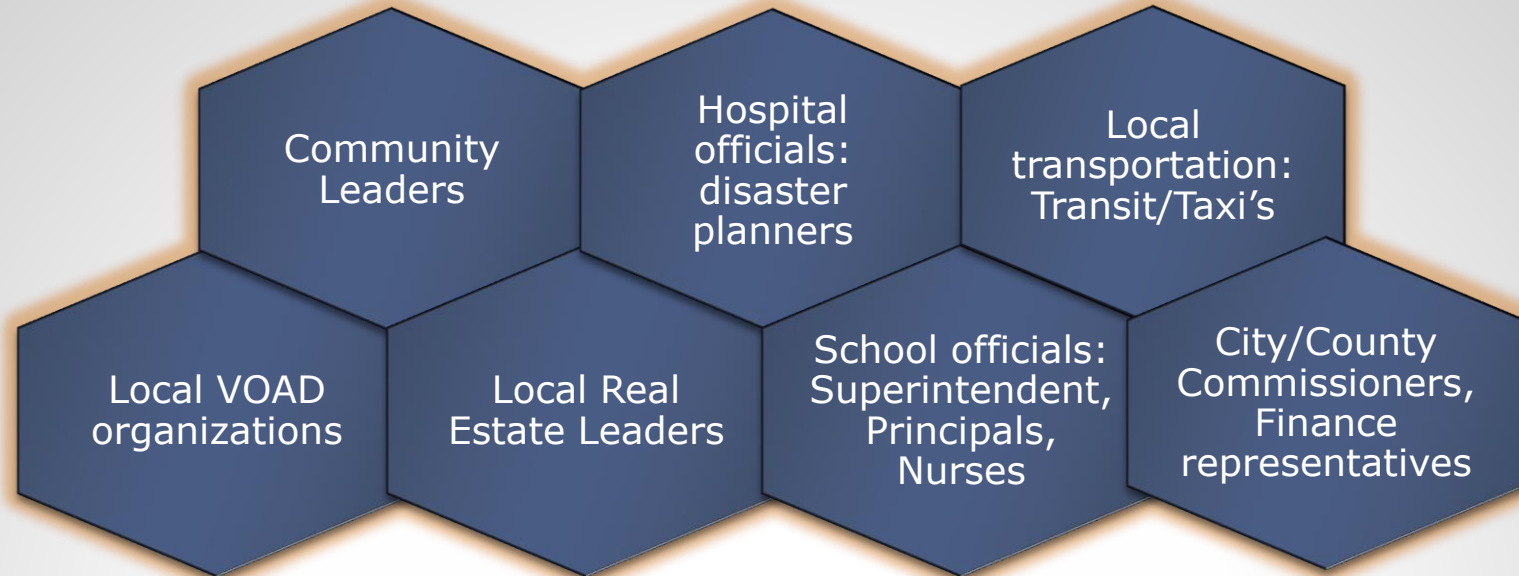 Community
Leaders
Hospital
officials:
disaster
planners
Local
transportation:
Transit/Taxi’s
Local VOAD
organizations
Local Real
Estate Leaders
School officials:
Superintendent,
Principals,
Nurses
City/County
Commissioners,
Finance
representatives